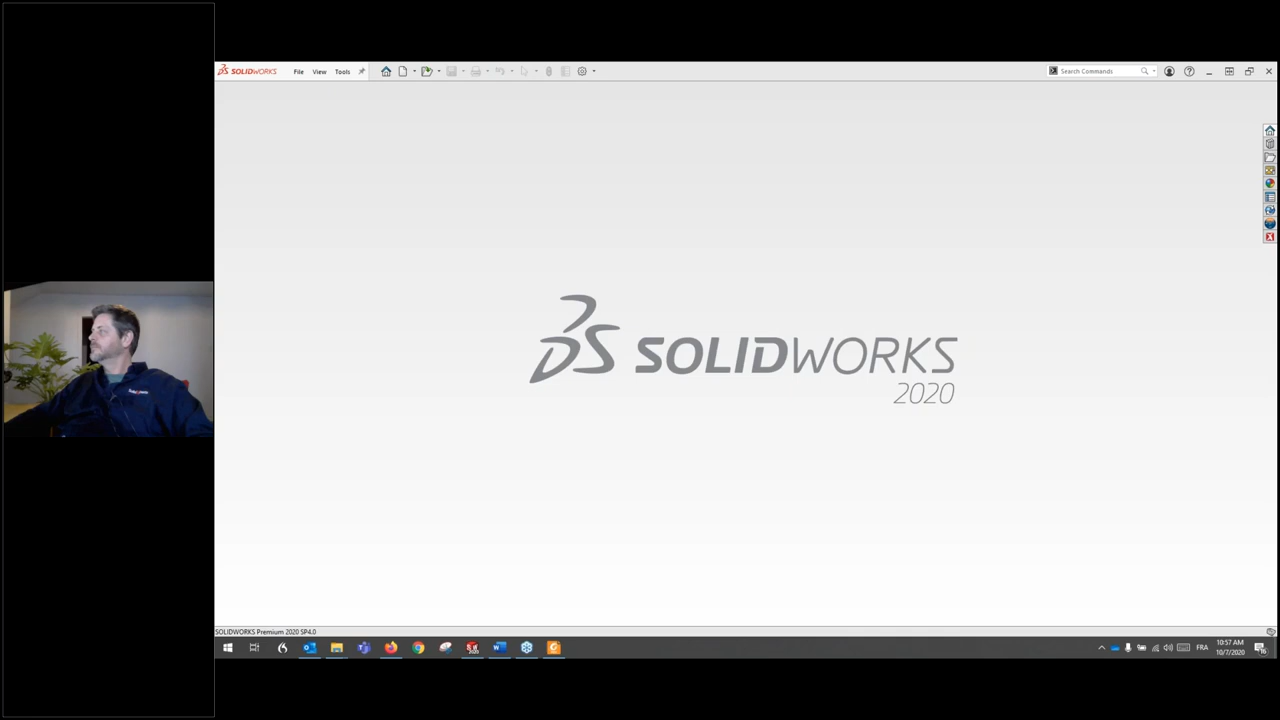 SOLIDWORKS
File View Tools
Search Commands
SOLIDWORKS
2020
SOLIDWORKS Premium 2020 SP4.0
FRA
10:57 AM
10/7/2020